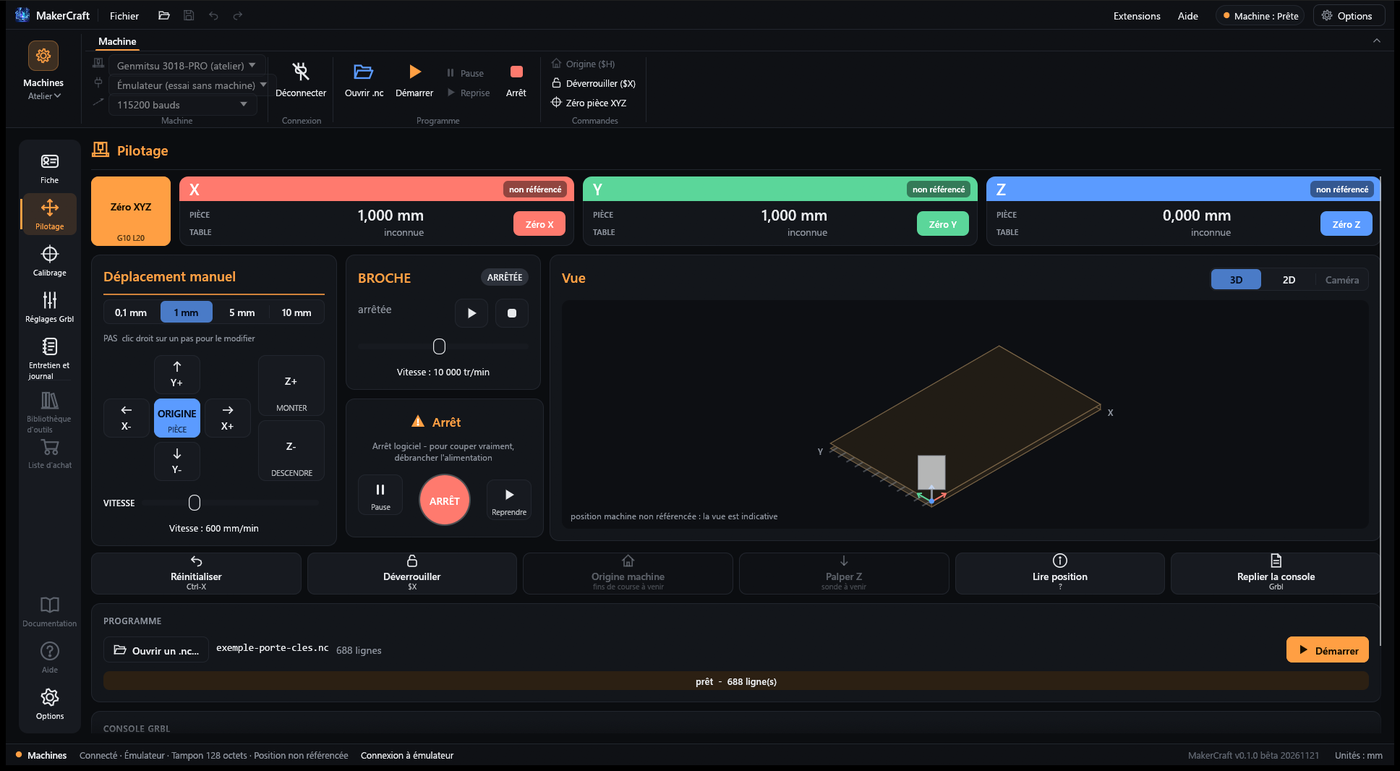 MakerCraft
Fichier
Extensions
Aide
Machine : Prête
Options
Machine
Machines
Atelier
Genmitsu 3018-PRO (atelier)
Émulateur (essai sans machine)
115200 bauds
Machine
Déconnecter
Connexion
Ouvrir .nc
Démarrer
Pause
Reprise
Arrêt
Programme
Origine ($H)
Déverrouiller ($X)
Zéro pièce XYZ
Commandes
Fiche
Pilotage
Calibrage
Réglages Grbl
Entretien et
journal
Bibliothèque
d'outils
Liste d'achat
Documentation
Aide
Options
Pilotage
Zéro XYZ
G10 L20
X
non référencé
PIÈCE
1,000 mm
TABLE
inconnue
Zéro X
Y
non référencé
PIÈCE
1,000 mm
TABLE
inconnue
Zéro Y
Z
non référencé
PIÈCE
0,000 mm
TABLE
inconnue
Zéro Z
Déplacement manuel
0,1 mm
1 mm
5 mm
10 mm
PAS clic droit sur un pas pour le modifier
Y+
Z+
MONTER
X-
ORIGINE
PIÈCE
X+
Y-
Z-
DESCENDRE
VITESSE
Vitesse : 600 mm/min
BROCHE
ARRÊTÉE
arrêtée
Vitesse : 10 000 tr/min
Arrêt
Arrêt logiciel - pour couper vraiment,
débrancher l'alimentation
Pause
ARRÊT
Reprendre
Vue
3D
2D
Caméra
X
Y
position machine non référencée : la vue est indicative
Réinitialiser
Ctrl-X
Déverrouiller
$X
Origine machine
fins de course à venir
Palper Z
sonde à venir
Lire position
?
Replier la console
Grbl
PROGRAMME
Ouvrir un .nc...
exemple-porte-cles.nc
688 lignes
Démarrer
prêt - 688 ligne(s)
CONSOLE GRBL
Machines
Connecté · Émulateur · Tampon 128 octets · Position non référencée
Connexion à émulateur
MakerCraft v0.1.0 bêta 20261121
Unités : mm